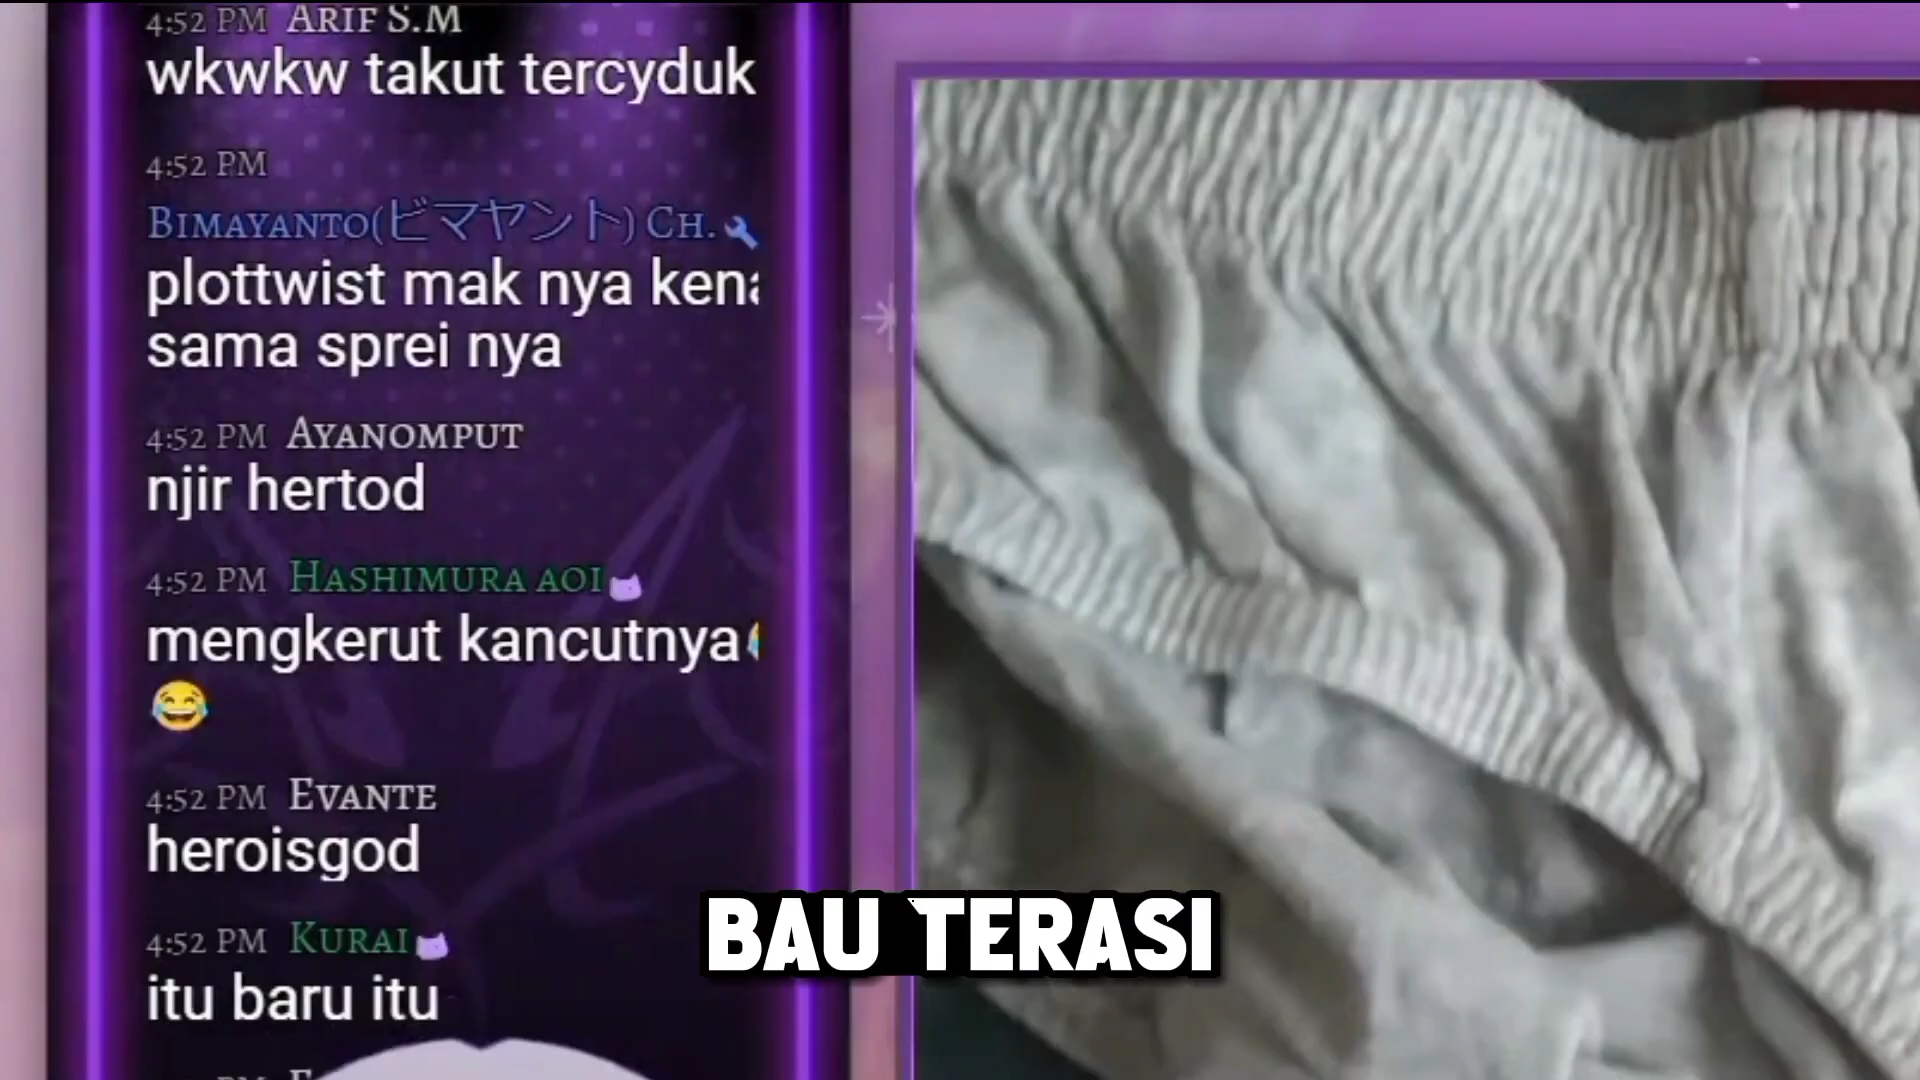 4:52 PM ARIF S.M
wkwkw takut tercyduk
4:52 PM
BIMAYANTO(ビマヤント) CH.
plottwist mak nya kena
sama sprei nya
4:52 PM AYANOMPUT
njir hertod
4:52 PM HASHIMURA AOI
mengkerut kancutnya😂
😂
4:52 PM EVANTE
heroisgod
4:52 PM KURAI
itu baru itu
BAU TERASI